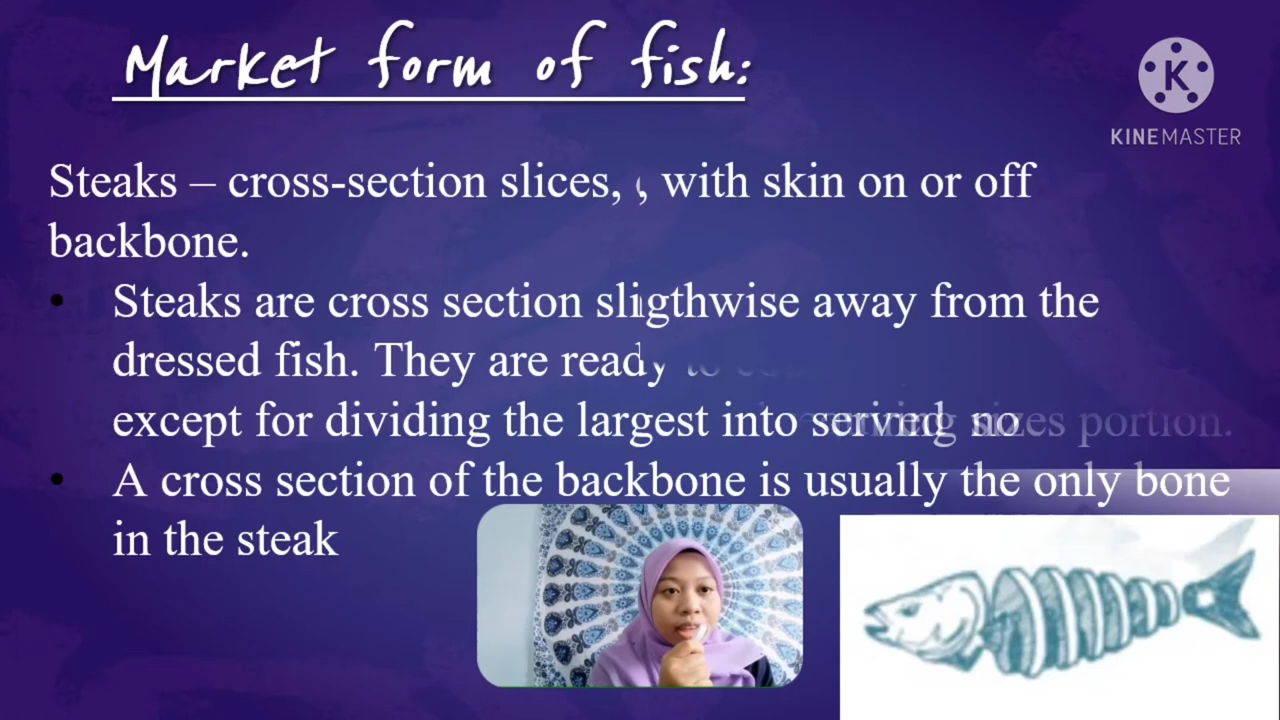 Market form of fish:
KINEMASTER
Steaks – cross-section slices, , with skin on or off
backbone.
Steaks are cross section sligthwise away from the
dressed fish. They are ready to
except for dividing the largest into sizes portion.
• A cross section of the backbone is usually the only bone
in the steak